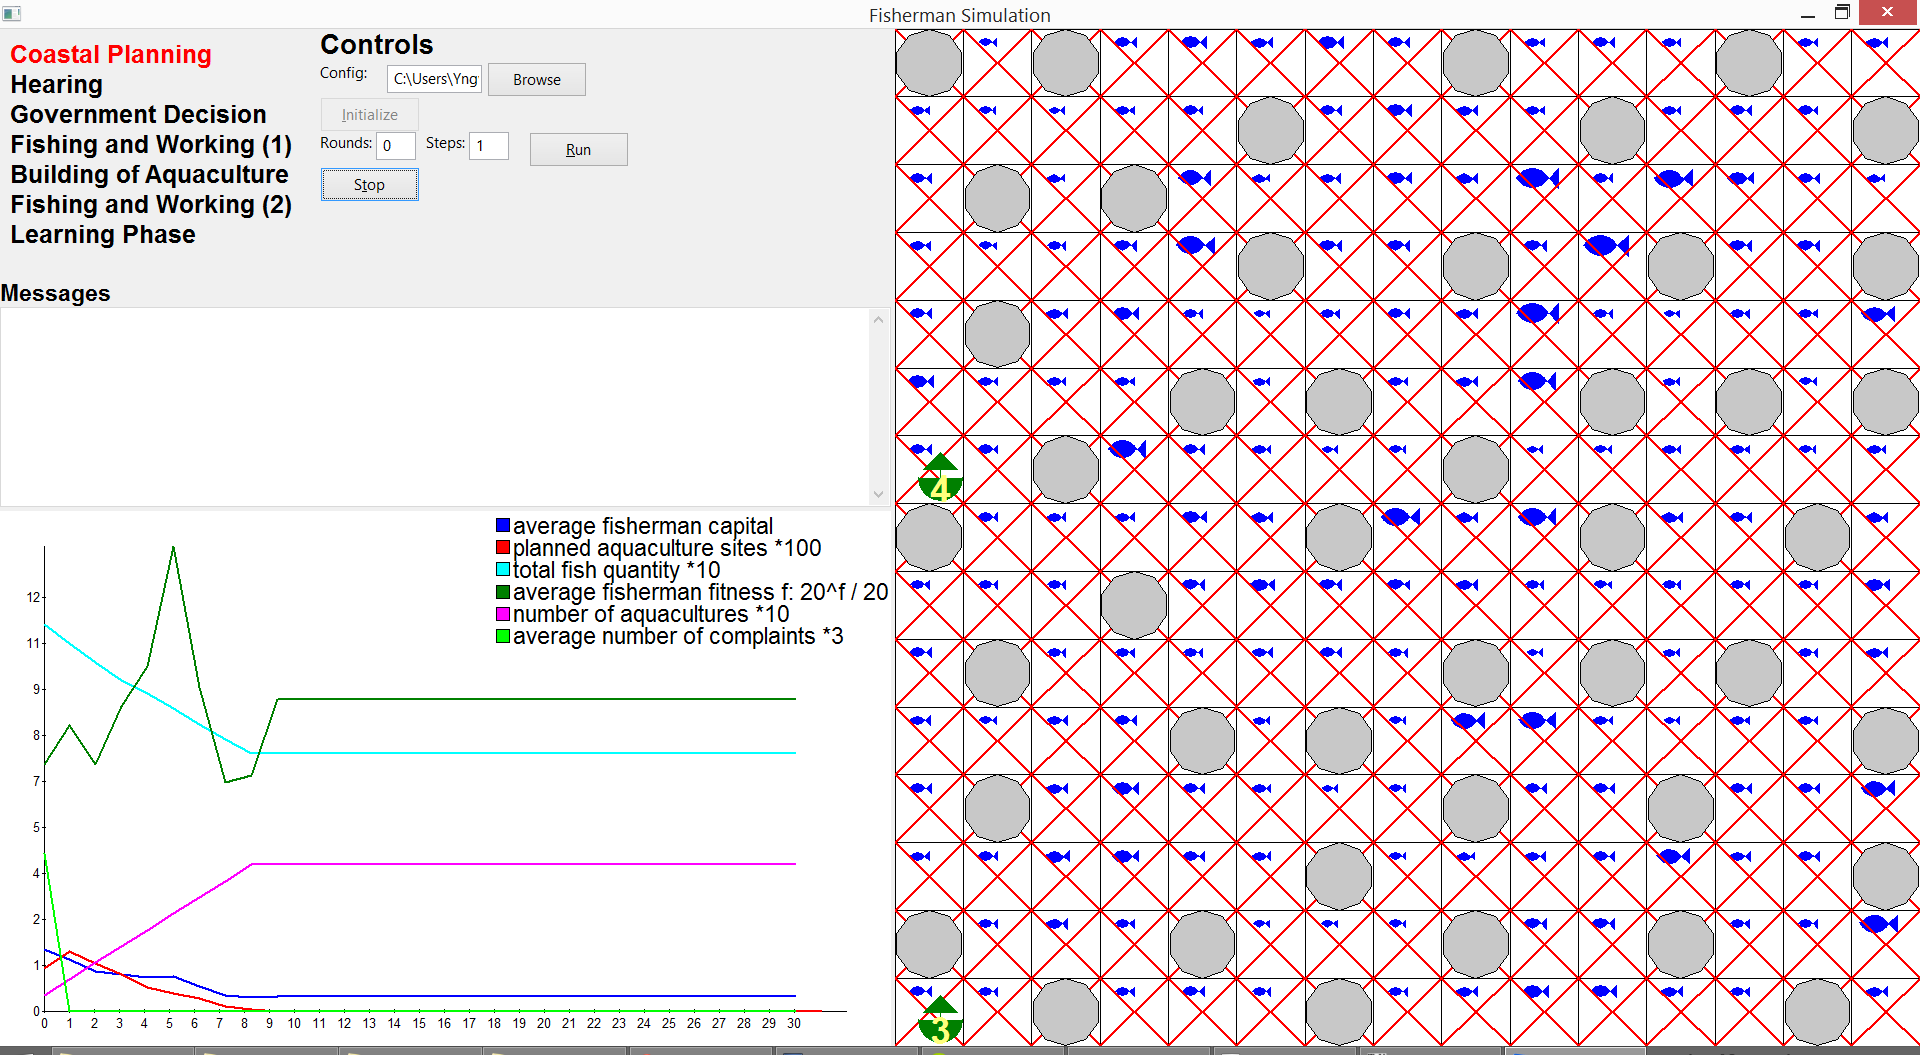 Fisherman Simulation
Coastal Planning
Hearing
Government Decision
Fishing and Working (1)
Building of Aquaculture
Fishing and Working (2)
Learning Phase
Controls
Config: C:\Users\Yng Browse
Initialize
Rounds: 0 Steps: 1 Run
Stop
Messages
average fisherman capital
planned aquaculture sites *100
total fish quantity *10
average fisherman fitness f: 20^f / 20
number of aquacultures *10
average number of complaints *3
12
11
9
8
7
5
4
2
1
0
0 1 2 3 4 5 6 7 8 9 10 11 12 13 14 15 16 17 18 19 20 21 22 23 24 25 26 27 28 29 30
4
3